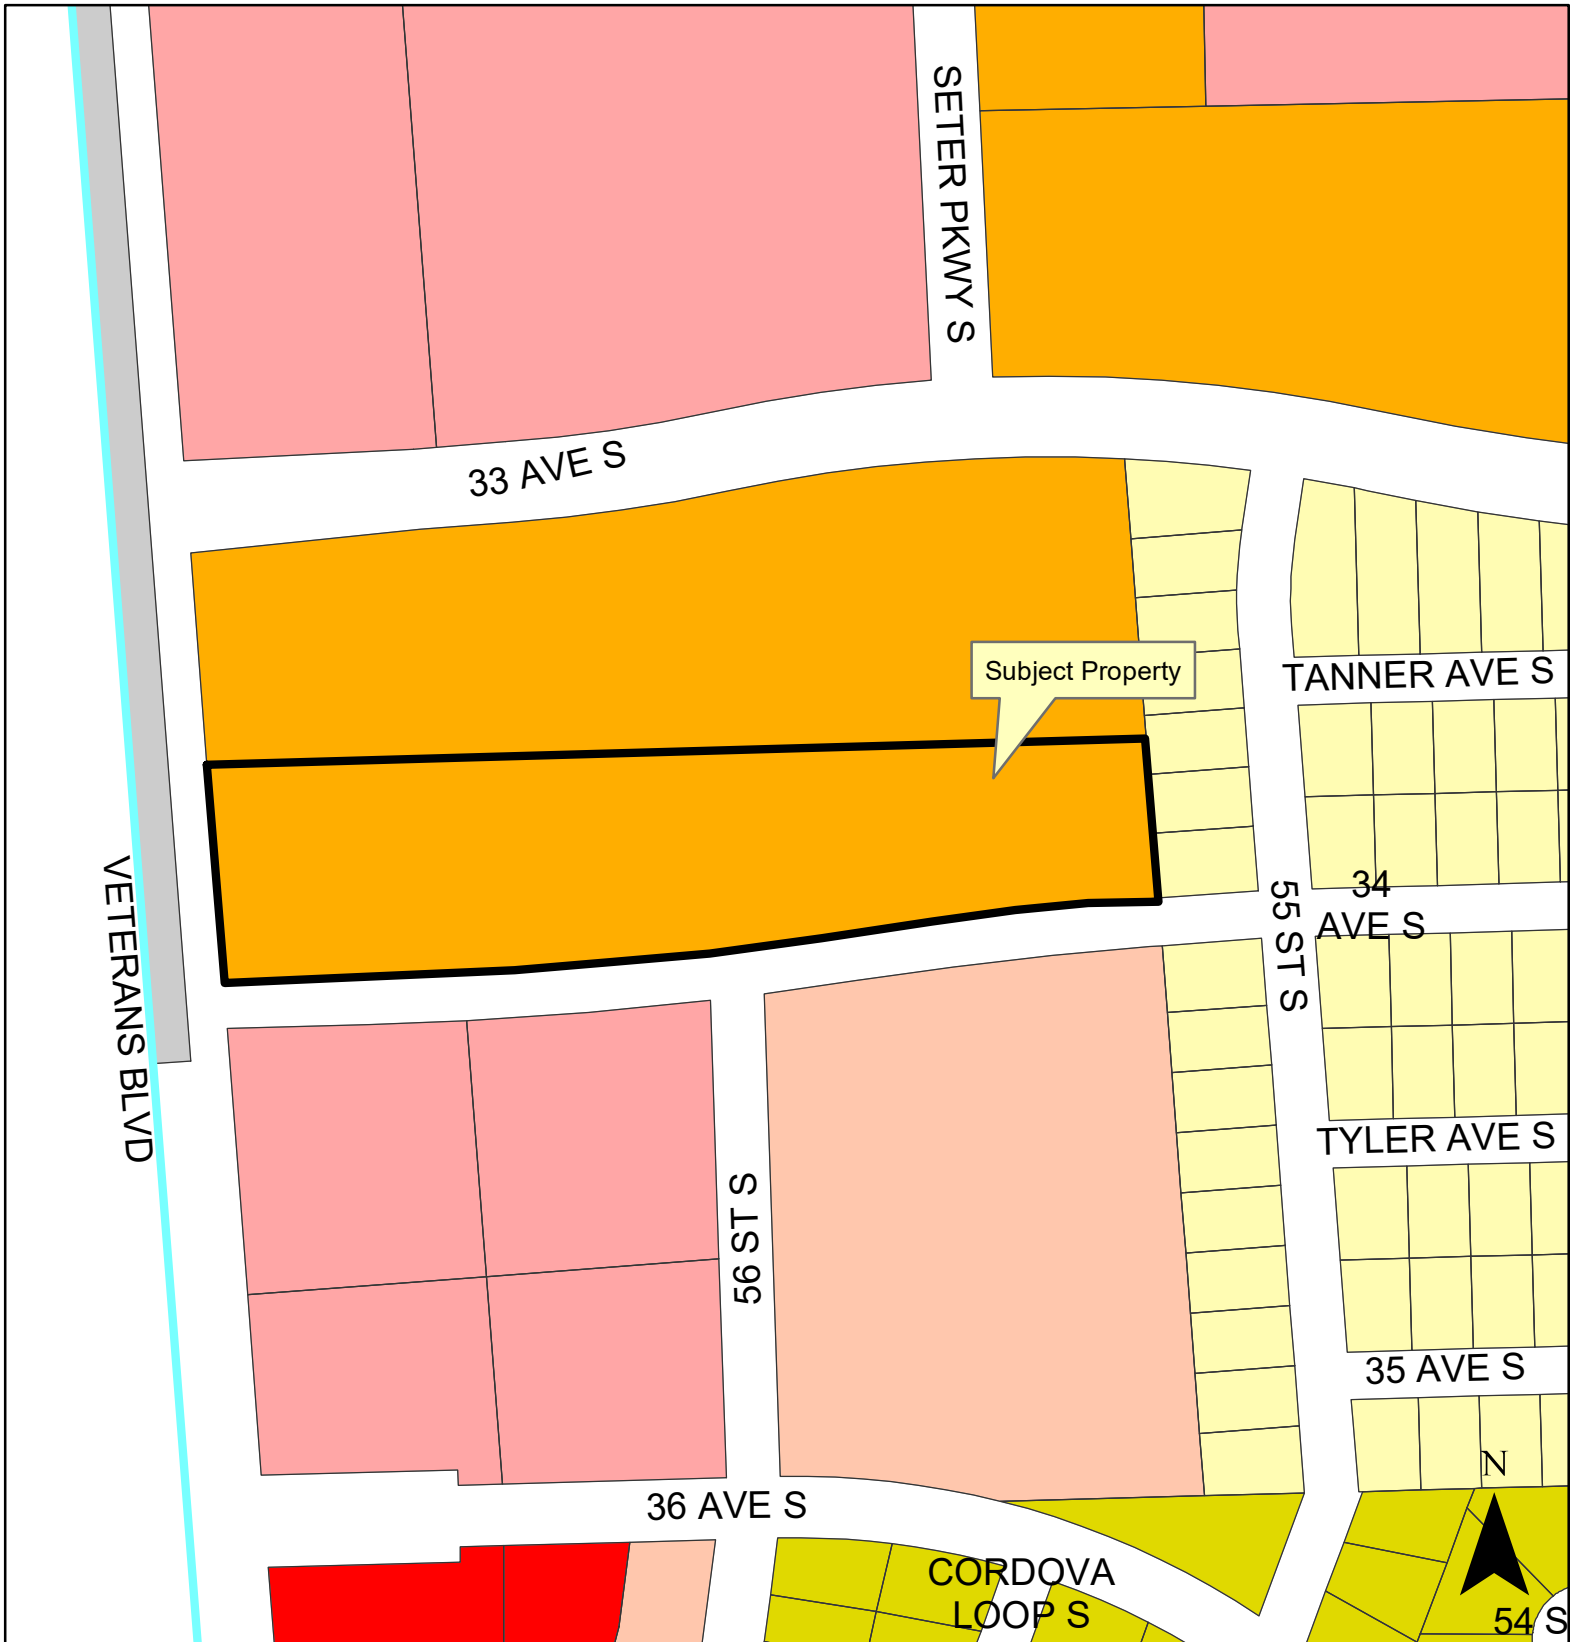 SETER PKWY S
33 AVE S
Subject Property
TANNER AVE S
VETERANS BLVD
34
AVE S
55 ST S
TYLER AVE S
56 ST S
35 AVE S
N
36 AVE S
CORDOVA
LOOP S
54 S